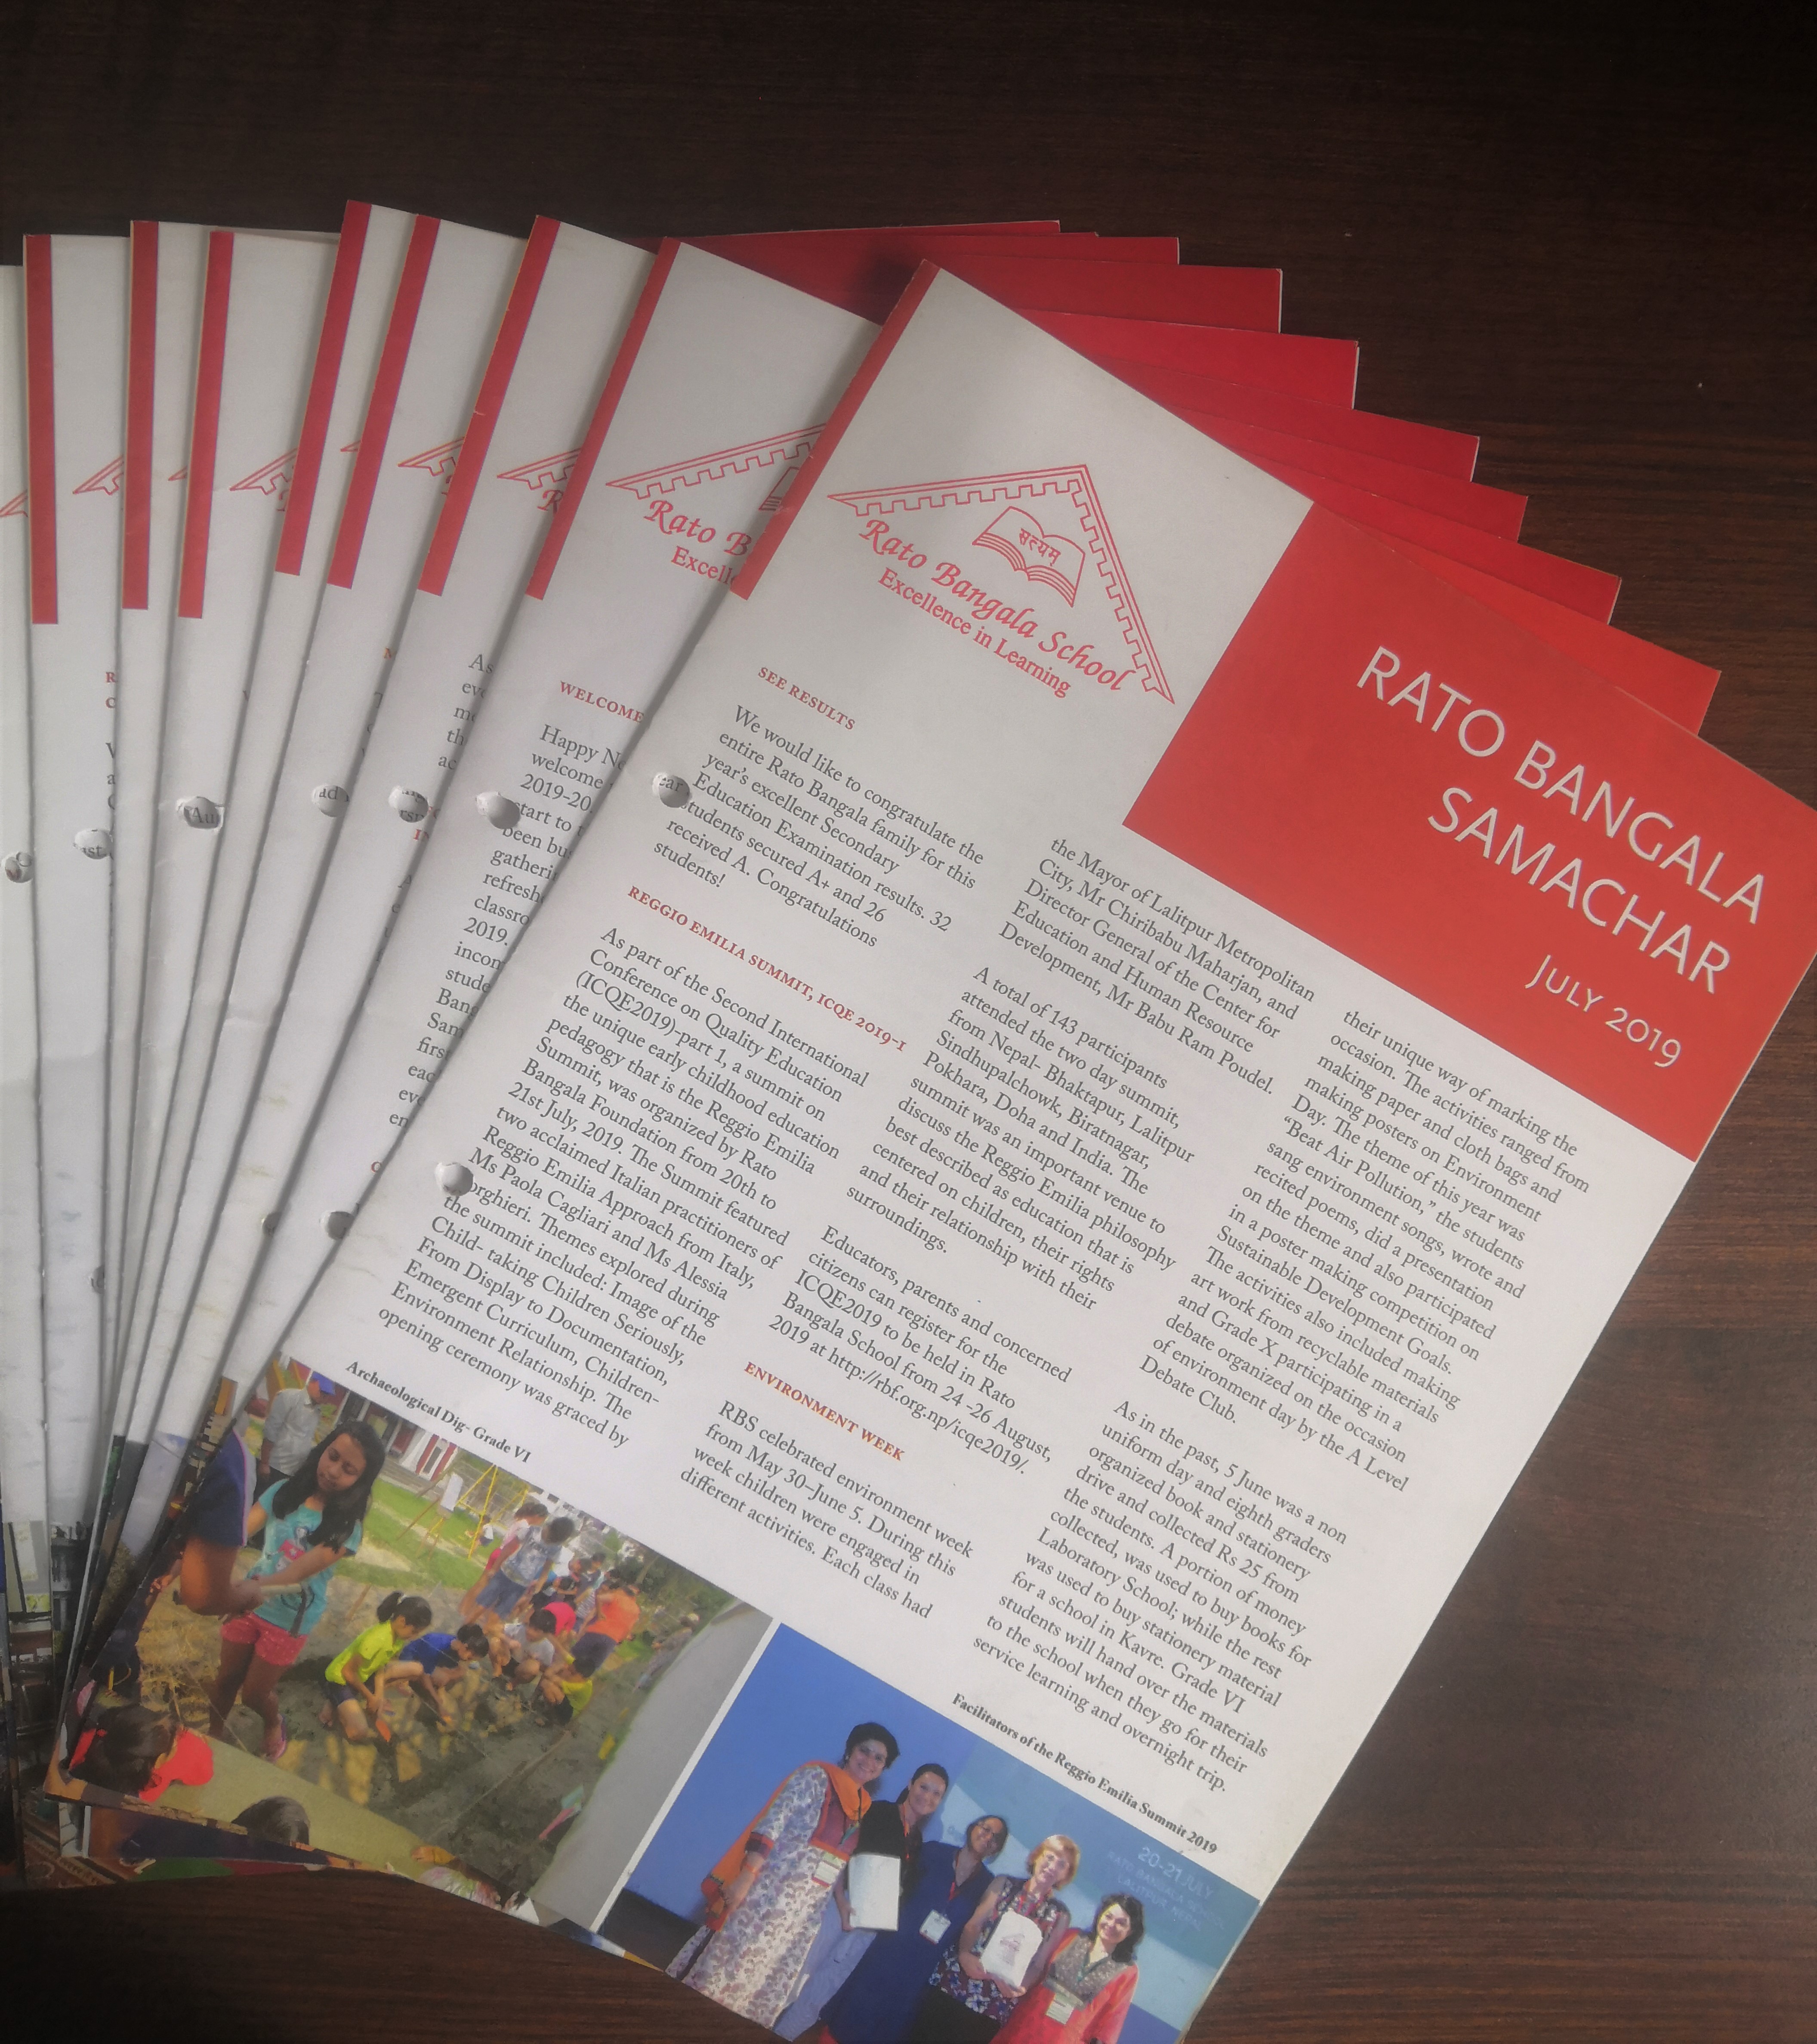 सत्यम
Rato Bangala School
Excellence in Learning
RATO BANGALA
SAMACHAR
JULY 2019
SEE RESULTS
We would like to congratulate the
entire Rato Bangala family for this
year's excellent Secondary
Education Examination results. 32
students secured A+ and 26
received A. Congratulations
students!
REGGIO EMILIA SUMMIT, ICQE 2019-1
As part of the Second International
Conference on Quality Education
(ICQE2019)-part 1, a summit on
the unique early childhood education
pedagogy that is the Reggio Emilia
Summit, was organized by Rato
Bangala Foundation from 20th to
21st July, 2019. The Summit featured
two acclaimed Italian practitioners of
Reggio Emilia Approach from Italy,
Ms Paola Cagliari and Ms Alessia
orghieri. Themes explored during
the summit included: Image of the
Child- taking Children Seriously,
From Display to Documentation,
Emergent Curriculum, Children-
Environment Relationship. The
opening ceremony was graced by
the Mayor of Lalitpur Metropolitan
City, Mr Chiribabu Maharjan, and
Director General of the Center for
Education and Human Resource
Development, Mr Babu Ram Poudel.
A total of 143 participants
attended the two day summit,
from Nepal- Bhaktapur, Lalitpur
Sindhupalchowk, Biratnagar,
Pokhara, Doha and India. The
summit was an important venue to
discuss the Reggio Emilia philosophy
best described as education that is
centered on children, their rights
and their relationship with their
surroundings.
Educators, parents and concerned
citizens can register for the
ICQE2019 to be held in Rato
Bangala School from 24 -26 August,
2019 at http://rbf.org.np/icqe2019/.
ENVIRONMENT WEEK
RBS celebrated environment week
from May 30–June 5. During this
week children were engaged in
different activities. Each class had
their unique way of marking the
occasion. The activities ranged from
making paper and cloth bags and
making posters on Environment
Day. The theme of this year was
“Beat Air Pollution,” the students
sang environment songs, wrote and
recited poems, did a presentation
on the theme and also participated
in a poster making competition on
Sustainable Development Goals.
The activities also included making
art work from recyclable materials
and Grade X participating in a
debate organized on the occasion
of environment day by the A Level
Debate Club.
As in the past, 5 June was a non
uniform day and eighth graders
organized book and stationery
drive and collected Rs 25 from
the students. A portion of money
collected, was used to buy books for
Laboratory School; while the rest
was used to buy stationery material
for a school in Kavre. Grade VI
students will hand over the materials
to the school when they go for their
service learning and overnight trip.
Archaeological Dig- Grade VI
Facilitators of the Reggio Emilia Summit 2019
20-21 JULY
RATO BANGALA SCHOOL
LALITPUR, NEPAL
Rato B
Excelle
WELCOME
Happy Ne
welcome
2019-20.
start to
been bu
gatheri
refresh
classro
2019.
incom
stude
Bang
Sam
firs
eac
eve
en